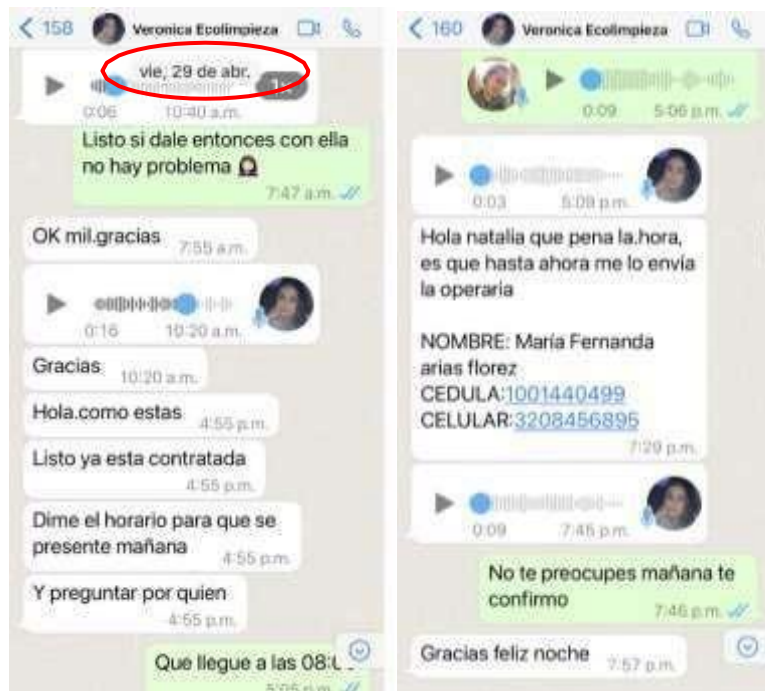 158
Veronica Ecolimpieza
vie, 29 de abr.
0:06 10:40 a.m.
Listo si dale entonces con ella
no hay problema
7:47 a.m.
OK mil.gracias 7:55 a.m.
0:16 10:20 a.m.
Gracias 10:20 a.m.
Hola.como estas 4:55 p.m.
Listo ya esta contratada
4:55 p.m.
Dime el horario para que se
presente mañana 4:55 p.m.
Y preguntar por quien
4:55 p.m.
Que llegue a las
5:05 p.m.
160
Veronica Ecolimpieza
0:09 5:06 p.m.
0:03 5:09 p.m.
Hola natalia que pena la.hora,
es que hasta ahora me lo envía
la operaria
NOMBRE: María Fernanda
arias florez
CEDULA:1001440499
CELULAR:3208456895
7:29 p.m.
0:09 7:45 p.m.
No te preocupes mañana te
confirmo 7:46 p.m.
Gracias feliz noche 7:57 p.m.